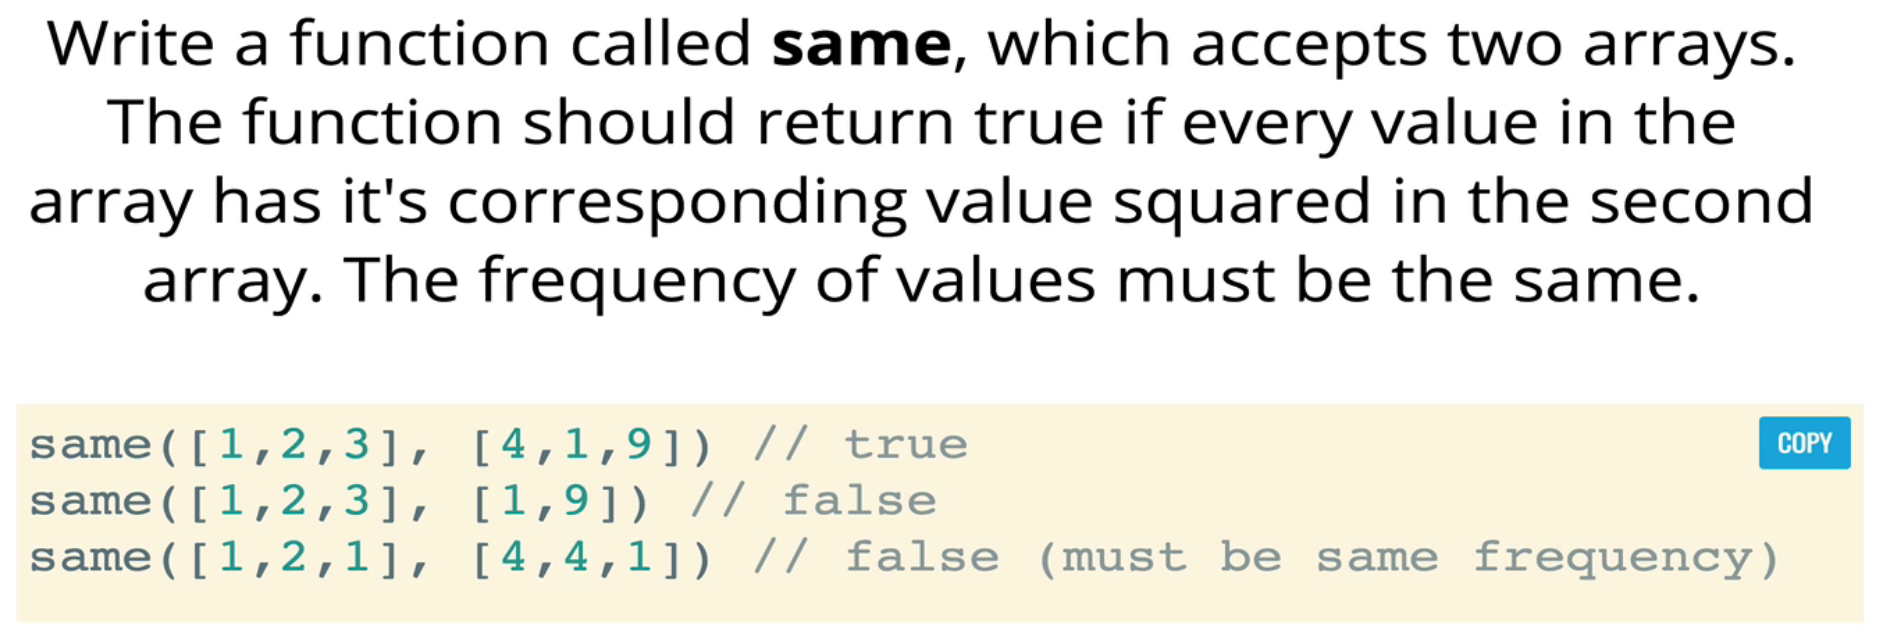 Write a function called same, which accepts two arrays.
The function should return true if every value in the
array has it's corresponding value squared in the second
array. The frequency of values must be the same.
same([1,2,3], [4,1,9]) // true
COPY
same([1,2,3], [1,9]) // false
same([1,2,1], [4,4,1]) // false (must be same frequency)